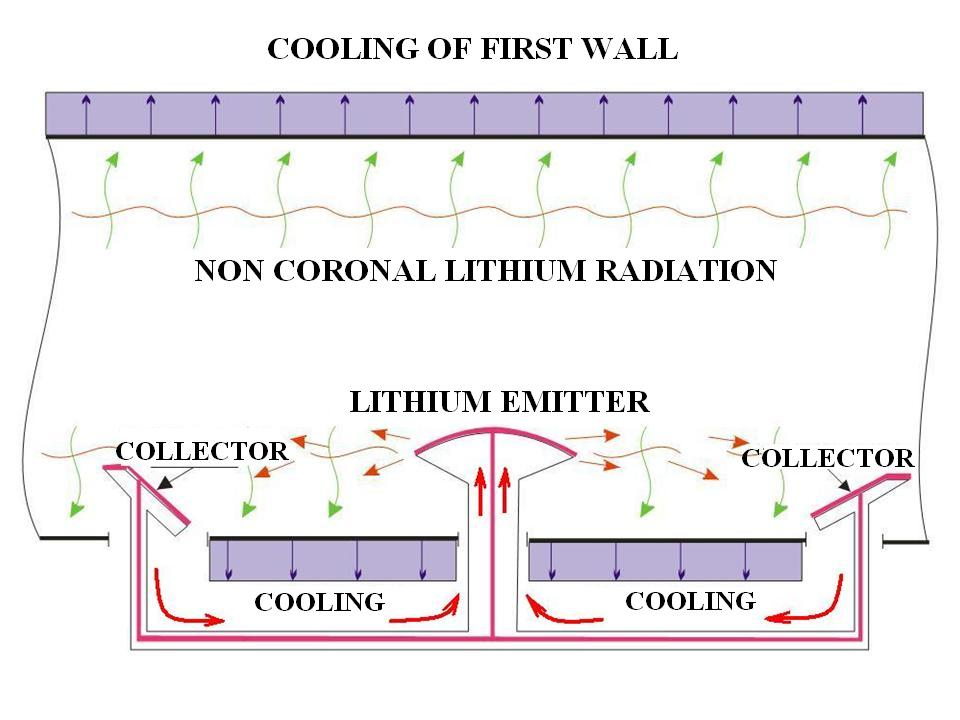 COOLING OF FIRST WALL
NON CORONAL LITHIUM RADIATION
LITHIUM EMITTER
COLLECTOR
COLLECTOR
COOLING
COOLING